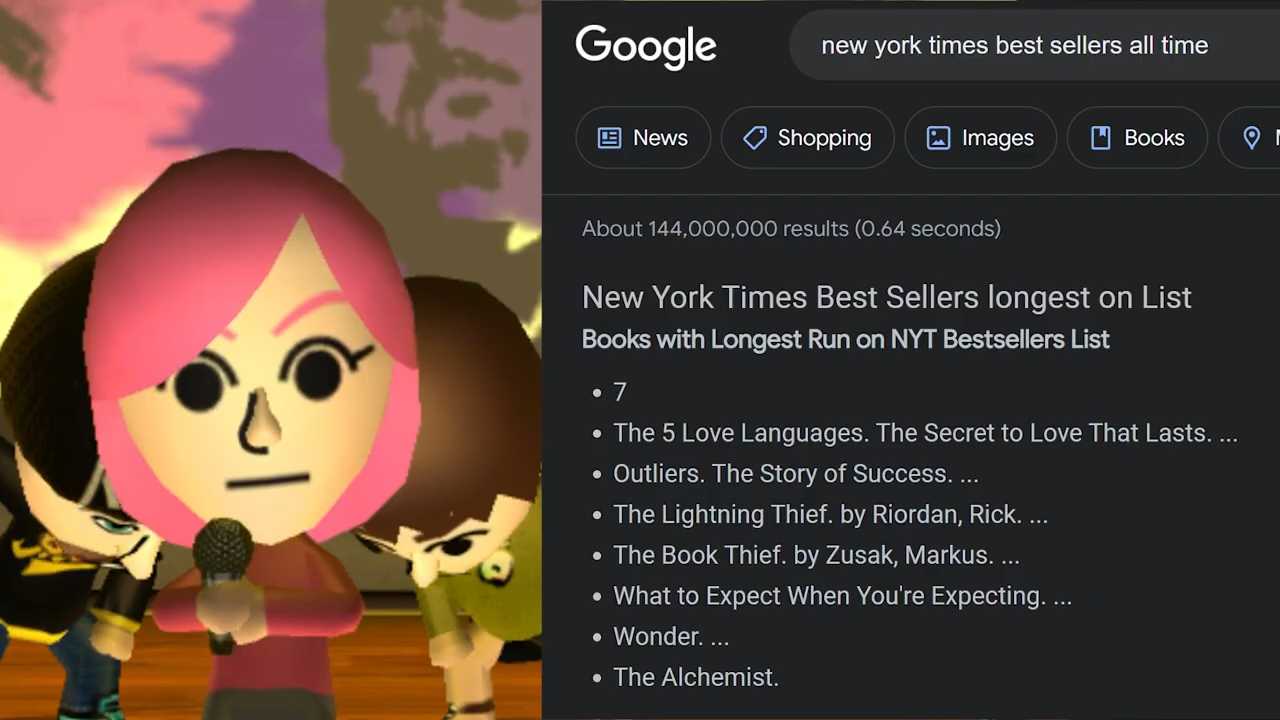 Google
new york times best sellers all time
News
Shopping
Images
Books
About 144,000,000 results (0.64 seconds)
New York Times Best Sellers longest on List
Books with Longest Run on NYT Bestsellers List
• 7
• The 5 Love Languages. The Secret to Love That Lasts. ...
• Outliers. The Story of Success. ...
• The Lightning Thief. by Riordan, Rick. ...
• The Book Thief. by Zusak, Markus. ...
• What to Expect When You're Expecting. ...
• Wonder. ...
• The Alchemist.